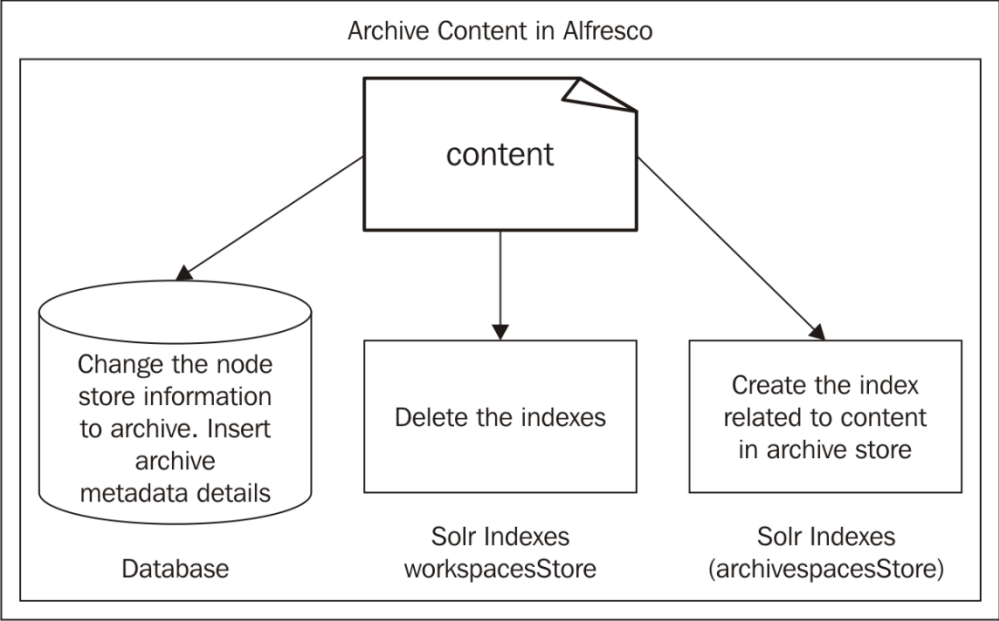 Archive Content in Alfresco
content
Change the node
store information
to archive. Insert
archive
metadata details
Delete the indexes
Create the index
related to content
in archive store
Database
Solr Indexes
workspacesStore
Solr Indexes
(archivespacesStore)